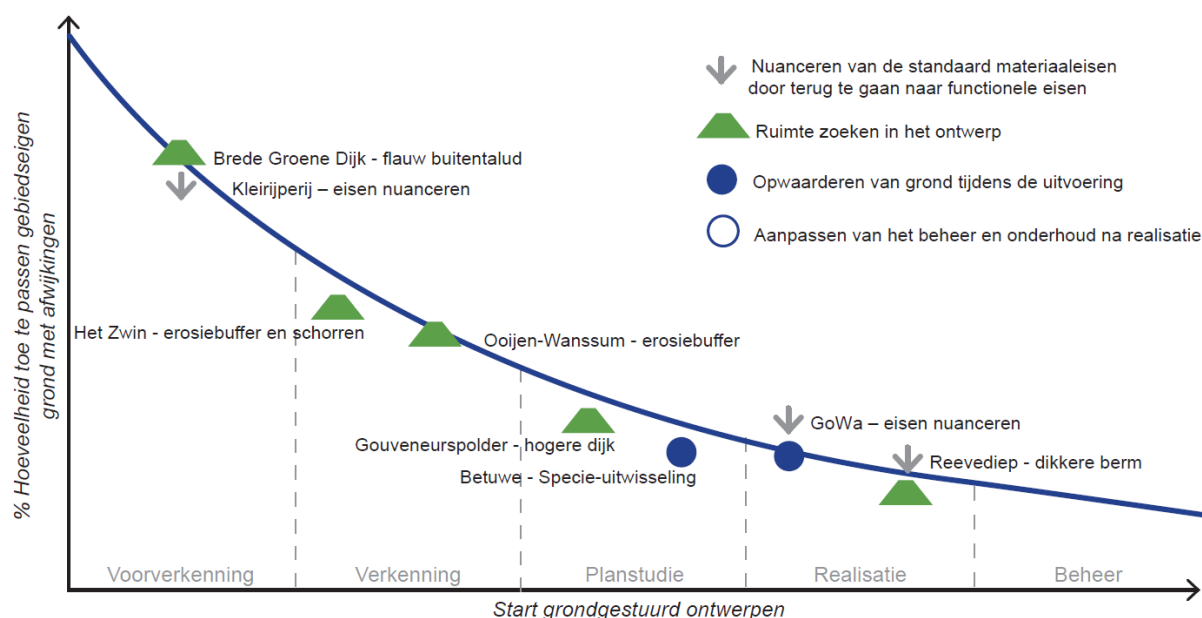 % Hoeveelheid toe te passen gebiedseigen
grond met afwijkingen
Nuanceren van de standaard materiaaleisen
door terug te gaan naar functionele eisen
Ruimte zoeken in het ontwerp
Opwaarderen van grond tijdens de uitvoering
Aanpassen van het beheer en onderhoud na realisatie
Brede Groene Dijk - flauw buitentalud
Kleirijperij – eisen nuanceren
Het Zwin - erosiebuffer en schorren
Ooijen-Wanssum - erosiebuffer
Gouveneurspolder - hogere dijk
Betuwe - Specie-uitwisseling
GoWa – eisen nuanceren
Reevediep - dikkere berm
Voorverkenning
Verkenning
Planstudie
Realisatie
Beheer
Start grondgestuurd ontwerpen